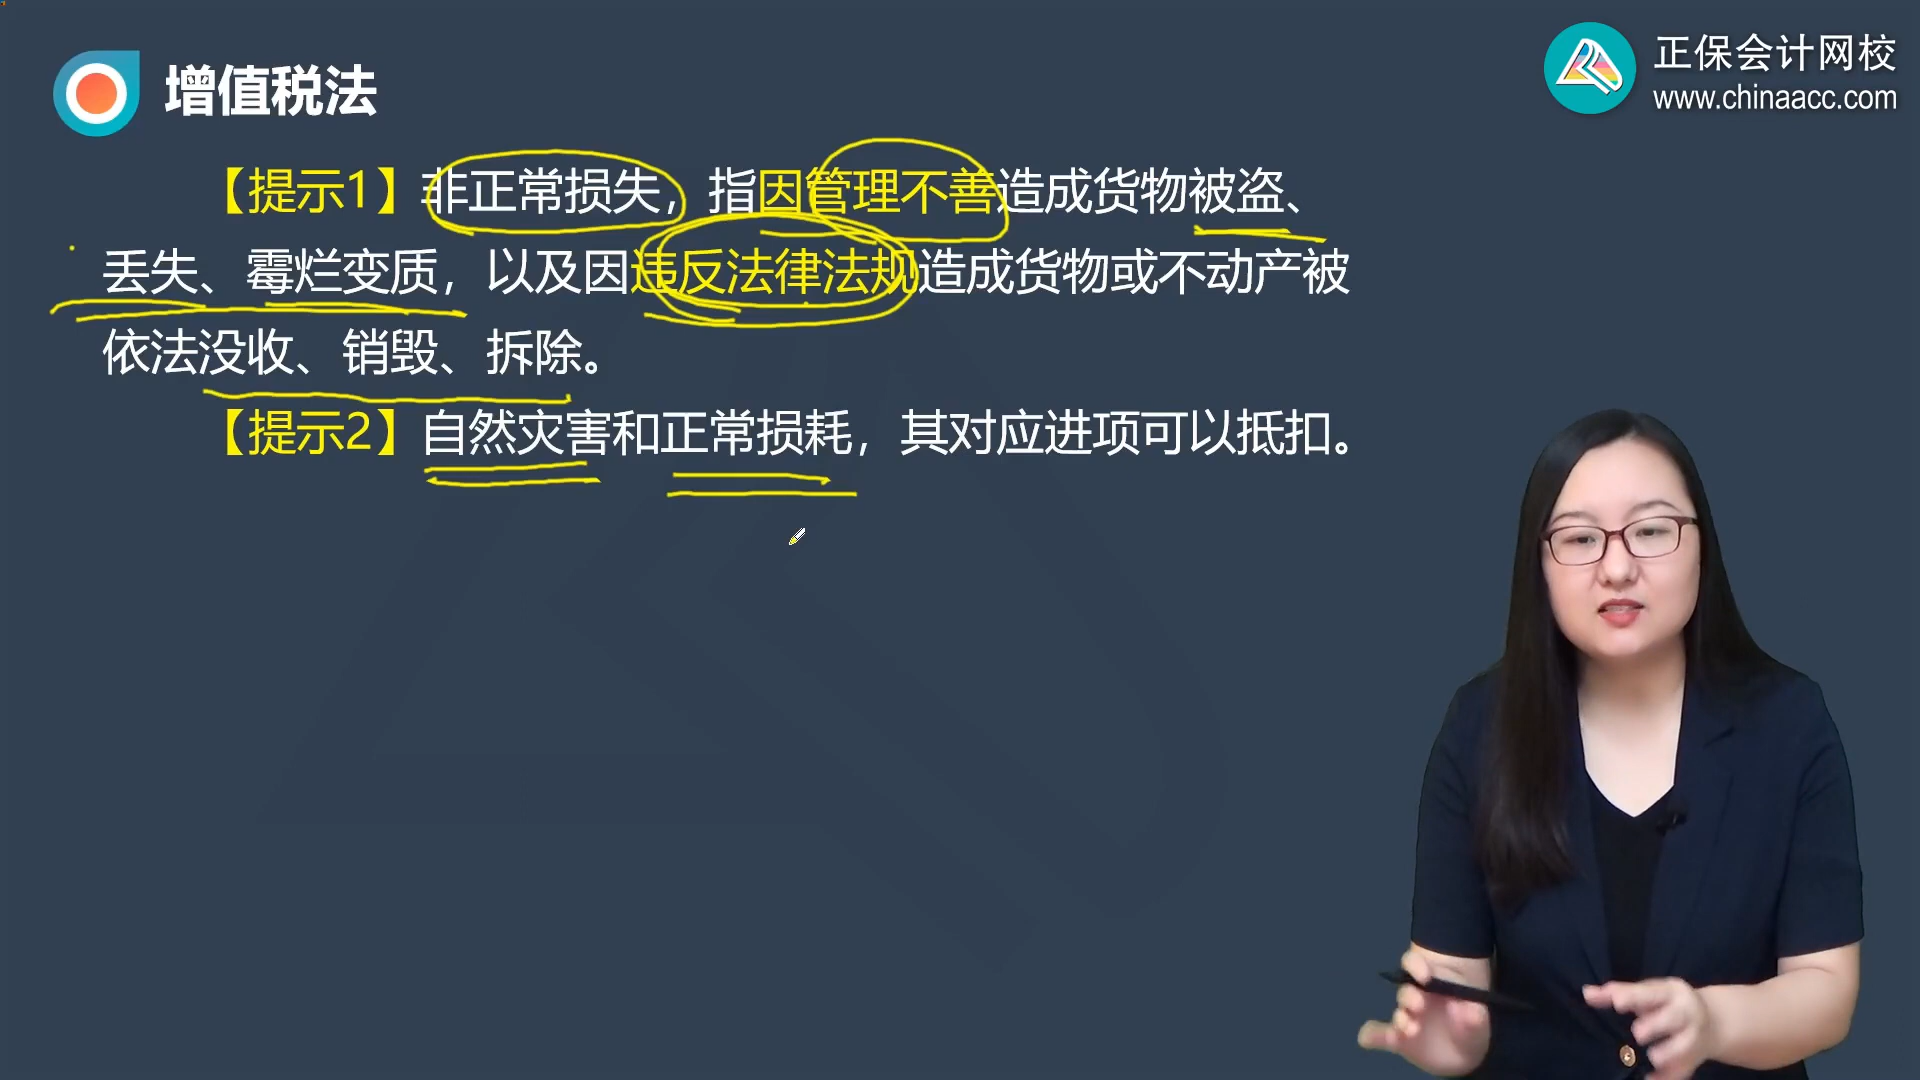 增值税法
正保会计网校
www.chinaacc.com
【提示1】非正常损失，指因管理不善造成货物被盗、
丢失、霉烂变质，以及因违反法律法规造成货物或不动产被
依法没收、销毁、拆除。
【提示2】自然灾害和正常损耗，其对应进项可以抵扣。